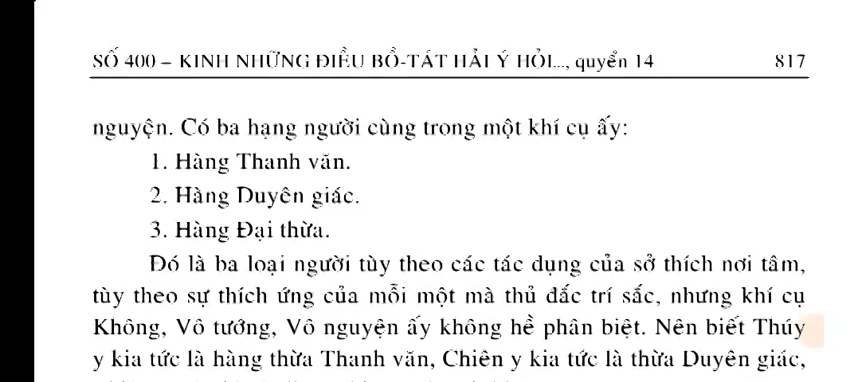 SỐ 400 – KINH NHỮNG ĐIỀU BỒ-TÁT HẢI Ý HỎI..., quyển 14 817
nguyện. Có ba hạng người cùng trong một khí cụ ấy:
1. Hàng Thanh văn.
2. Hàng Duyên giác.
3. Hàng Đại thừa.
Đó là ba loại người tùy theo các tác dụng của sở thích nơi tâm,
tùy theo sự thích ứng của mỗi một mà thủ đắc trí sắc, nhưng khí cụ
Không, Vô tướng, Vô nguyện ấy không hề phân biệt. Nên biết Thúy
y kia tức là hàng thừa Thanh văn, Chiên y kia tức là thừa Duyên giác,